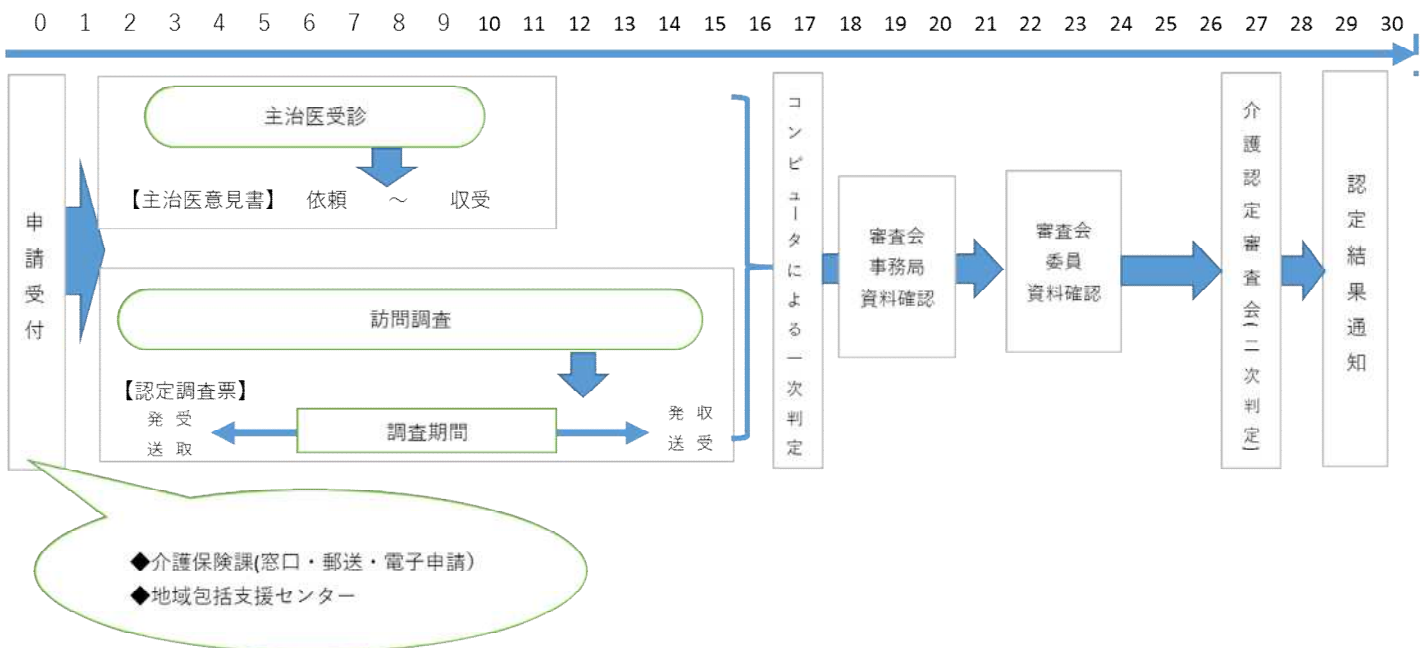 0 1 2 3 4 5 6 7 8 9 10 11 12 13 14 15 16 17 18 19 20 21 22 23 24 25 26 27 28 29 30
申請受付
主治医受診
【主治医意見書】 依頼 ～ 収受
訪問調査
【認定調査票】
発送 受取
調査期間
発送 収受
コンピュータによる一次判定
審査会
事務局
資料確認
審査会
委員
資料確認
介護認定審査会(二次判定)
認定結果通知
◆介護保険課(窓口・郵送・電子申請)
◆地域包括支援センター